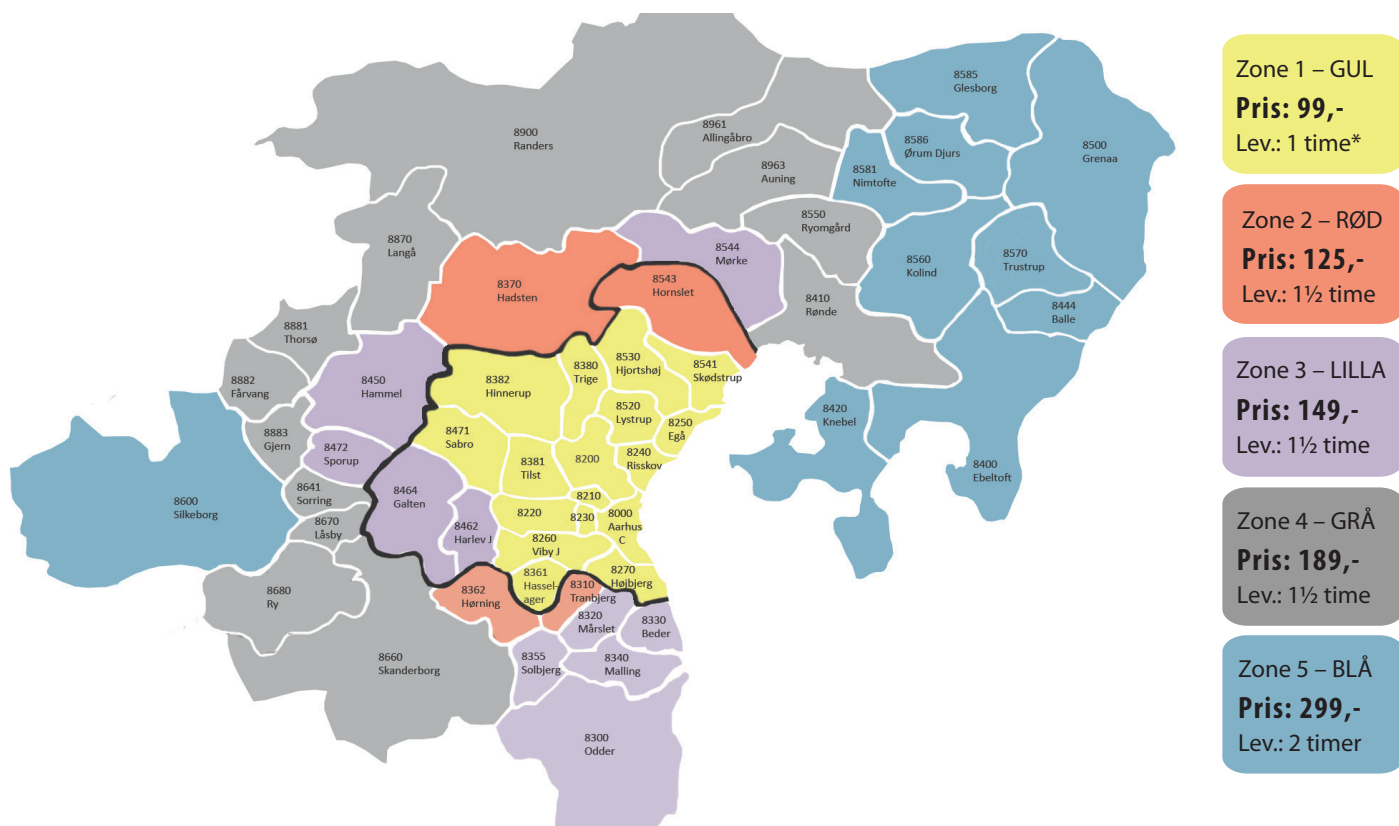 8585
Glesborg
8586
Ørum Djurs
8500
Grenaa
8961
Allingåbro
8900
Randers
8963
Auning
8581
Nimtofte
8550
Ryomgård
8870
Langå
8544
Mørke
8560
Kolind
8570
Trustrup
8370
Hadsten
8543
Hornslet
8410
Rønde
8444
Balle
8881
Thorsø
8882
Fårvang
8450
Hammel
8382
Hinnerup
8380
Trige
8530
Hjortshøj
8541
Skødstrup
8520
Lystrup
8250
Egå
8420
Knebel
8883
Gjern
8472
Sporup
8471
Sabro
8381
Tilst
8200
8240
Risskov
8400
Ebeltoft
8600
Silkeborg
8641
Sorring
8464
Galten
8210
8670
Låsby
8462
Harlev J
8220
8230
8000
Aarhus
C
8260
Viby J
8680
Ry
8362
Hørning
8361
Hassel-
ager
8310
Tranbjerg
8270
Højbjerg
8320
Mårslet
8330
Beder
8660
Skanderborg
8355
Solbjerg
8340
Malling
8300
Odder
Zone 1 – GUL
Pris: 99,-
Lev.: 1 time*
Zone 2 – RØD
Pris: 125,-
Lev.: 1½ time
Zone 3 – LILLA
Pris: 149,-
Lev.: 1½ time
Zone 4 – GRÅ
Pris: 189,-
Lev.: 1½ time
Zone 5 – BLÅ
Pris: 299,-
Lev.: 2 timer